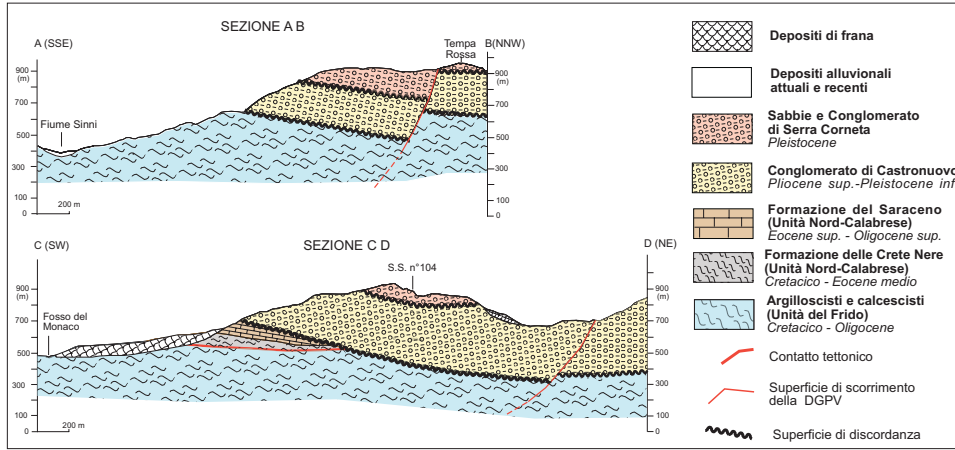 SEZIONE A B
A (SSE)
Tempa
Rossa
B(NNW)
900
(m)
700
500
300
100
0
Fiume Sinni
200 m
900
(m)
700
600
500
400
300
200
100
0
SEZIONE C D
C (SW)
D (NE)
S.S. n°104
900
(m)
700
500
300
100
0
Fosso del
Monaco
200 m
900
(m)
700
500
300
100
0
Depositi di frana
Depositi alluvionali
attuali e recenti
Sabbie e Conglomerato
di Serra Corneta
Pleistocene
Conglomerato di Castronuovo
Pliocene sup.-Pleistocene inf
Formazione del Saraceno
(Unità Nord-Calabrese)
Eocene sup. - Oligocene sup.
Formazione delle Crete Nere
(Unità Nord-Calabrese)
Cretacico - Eocene medio
Argilloscisti e calcescisti
(Unità del Frido)
Cretacico - Oligocene
Contatto tettonico
Superficie di scorrimento
della DGPV
Superficie di discordanza